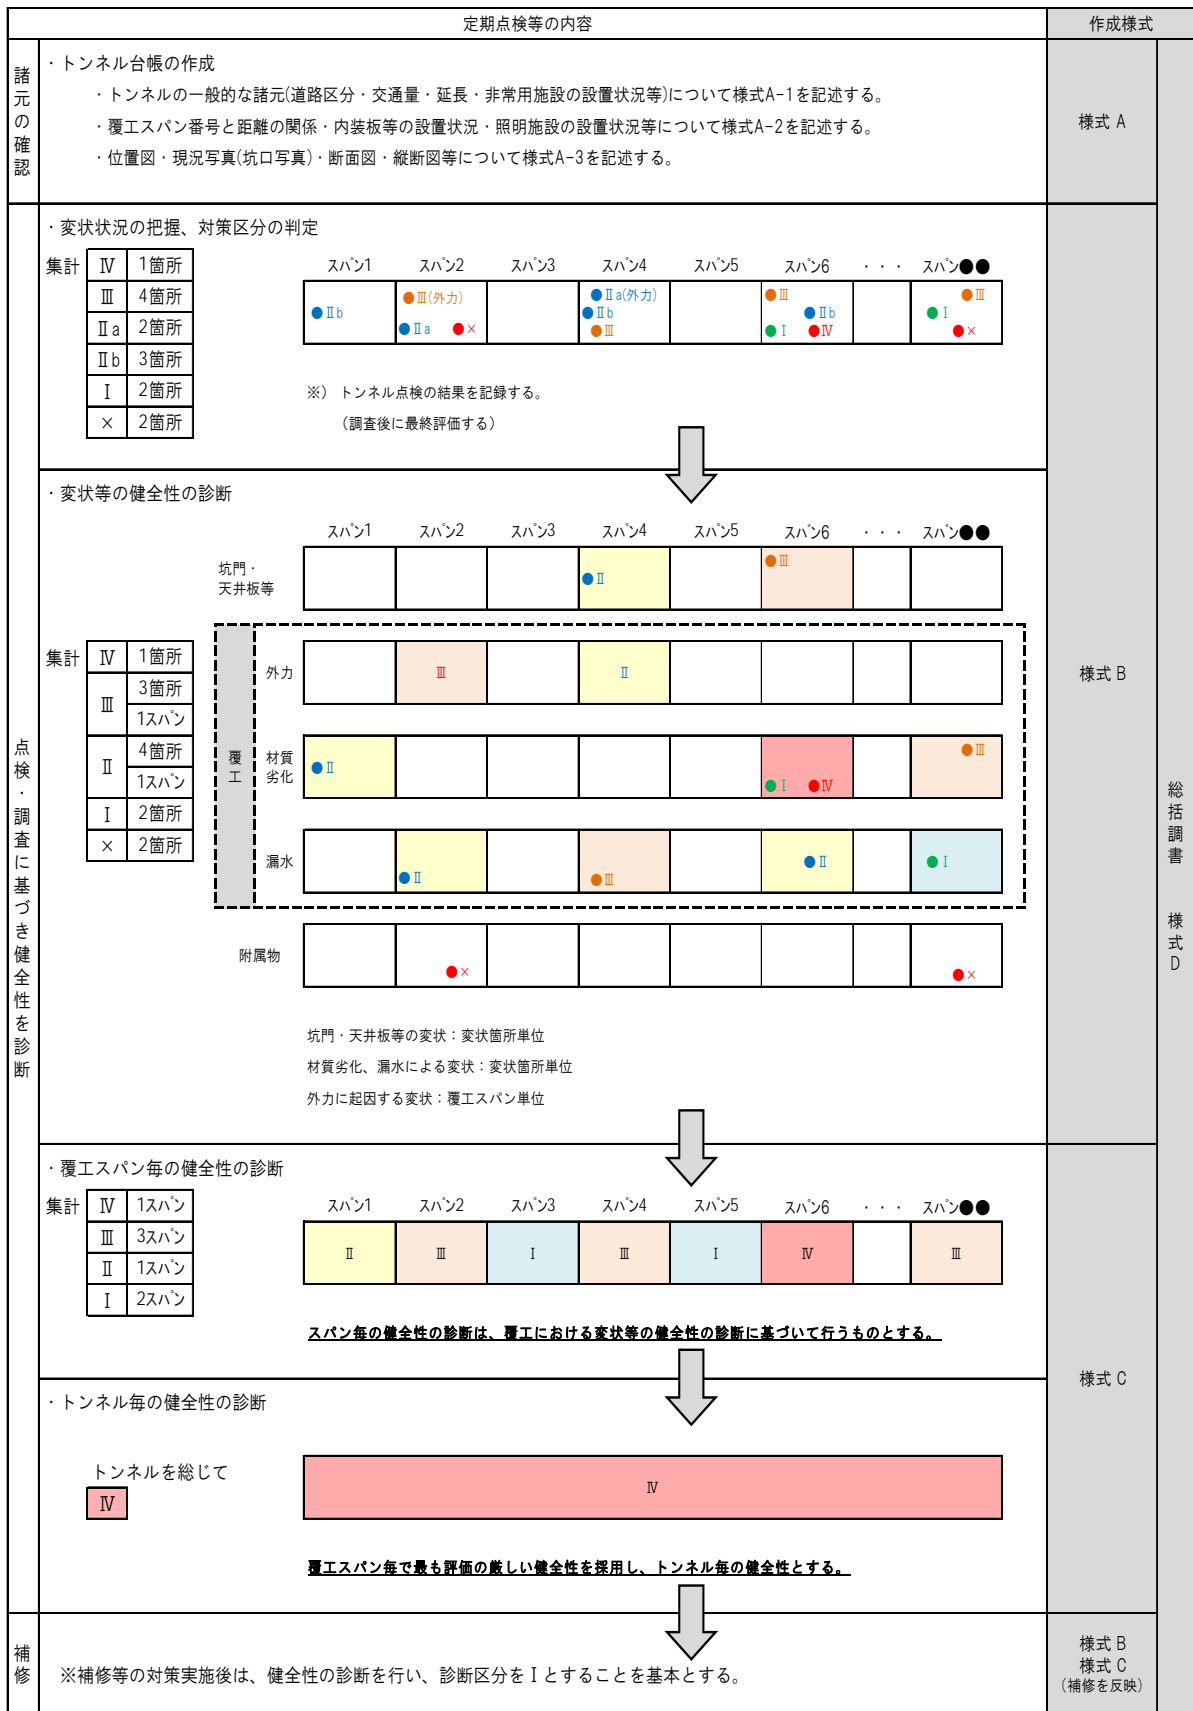 定期点検等の内容
作成様式
諸元の確認
・トンネル台帳の作成
・トンネルの一般的な諸元(道路区分・交通量・延長・非常用施設の設置状況等)について様式A-1を記述する。
・覆工スパン番号と距離の関係・内装板等の設置状況・照明施設の設置状況等について様式A-2を記述する。
・位置図・現況写真(坑口写真)・断面図・縦断図等について様式A-3を記述する。
様式 A
総括調書 様式D
点検・調査に基づき健全性を診断
・変状状況の把握、対策区分の判定
集計 Ⅳ 1箇所
Ⅲ 4箇所
Ⅱa 2箇所
Ⅱb 3箇所
Ⅰ 2箇所
× 2箇所
スパン1 スパン2 スパン3 スパン4 スパン5 スパン6 ・・・ スパン●●
●Ⅱb
●Ⅲ(外力)
●Ⅱa ●×
●Ⅱa(外力)
●Ⅱb
●Ⅲ
●Ⅲ
●Ⅱb
●Ⅰ ●Ⅳ
●Ⅲ
●Ⅰ
●×
※) トンネル点検の結果を記録する。
(調査後に最終評価する)
様式 B
・変状等の健全性の診断
スパン1 スパン2 スパン3 スパン4 スパン5 スパン6 ・・・ スパン●●
坑門・
天井板等
●Ⅱ
●Ⅲ
集計 Ⅳ 1箇所
Ⅲ 3箇所
1スパン
Ⅱ 4箇所
1スパン
Ⅰ 2箇所
× 2箇所
覆工
外力
Ⅲ
Ⅱ
材質
劣化
●Ⅱ
●Ⅰ ●Ⅳ
●Ⅲ
漏水
●Ⅱ
●Ⅲ
●Ⅱ
●Ⅰ
附属物
●×
●×
坑門・天井板等の変状：変状箇所単位
材質劣化、漏水による変状：変状箇所単位
外力に起因する変状：覆工スパン単位
・覆工スパン毎の健全性の診断
集計 Ⅳ 1スパン
Ⅲ 3スパン
Ⅱ 1スパン
Ⅰ 2スパン
スパン1 スパン2 スパン3 スパン4 スパン5 スパン6 ・・・ スパン●●
Ⅱ Ⅲ Ⅰ Ⅲ Ⅰ Ⅳ Ⅲ
スパン毎の健全性の診断は、覆工における変状等の健全性の診断に基づいて行うものとする。
様式 C
・トンネル毎の健全性の診断
トンネルを総じて
Ⅳ
Ⅳ
覆工スパン毎で最も評価の厳しい健全性を採用し、トンネル毎の健全性とする。
補修
※補修等の対策実施後は、健全性の診断を行い、診断区分をⅠとすることを基本とする。
様式 B
様式 C
(補修を反映)